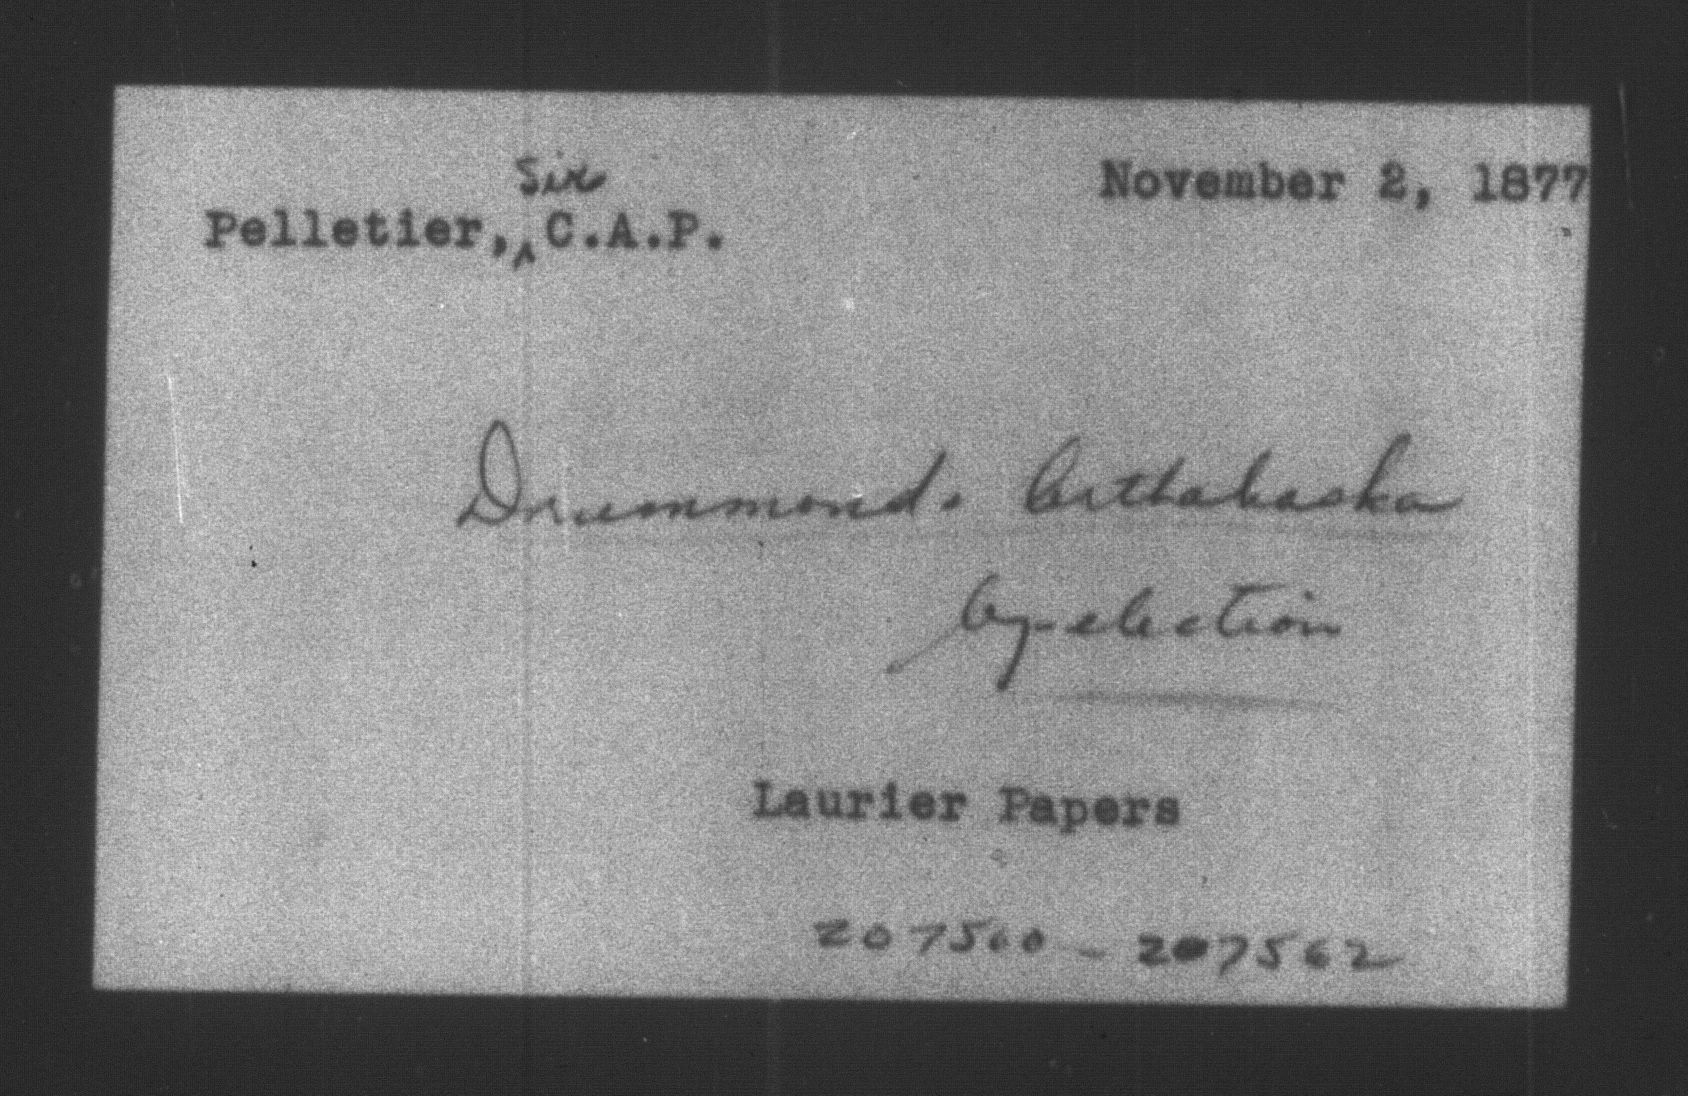 Pelletier, ^Sir C.A.P.
November 2, 1877
Drummond. Arthabaska
by-election
Laurier Papers
207560 - 207562